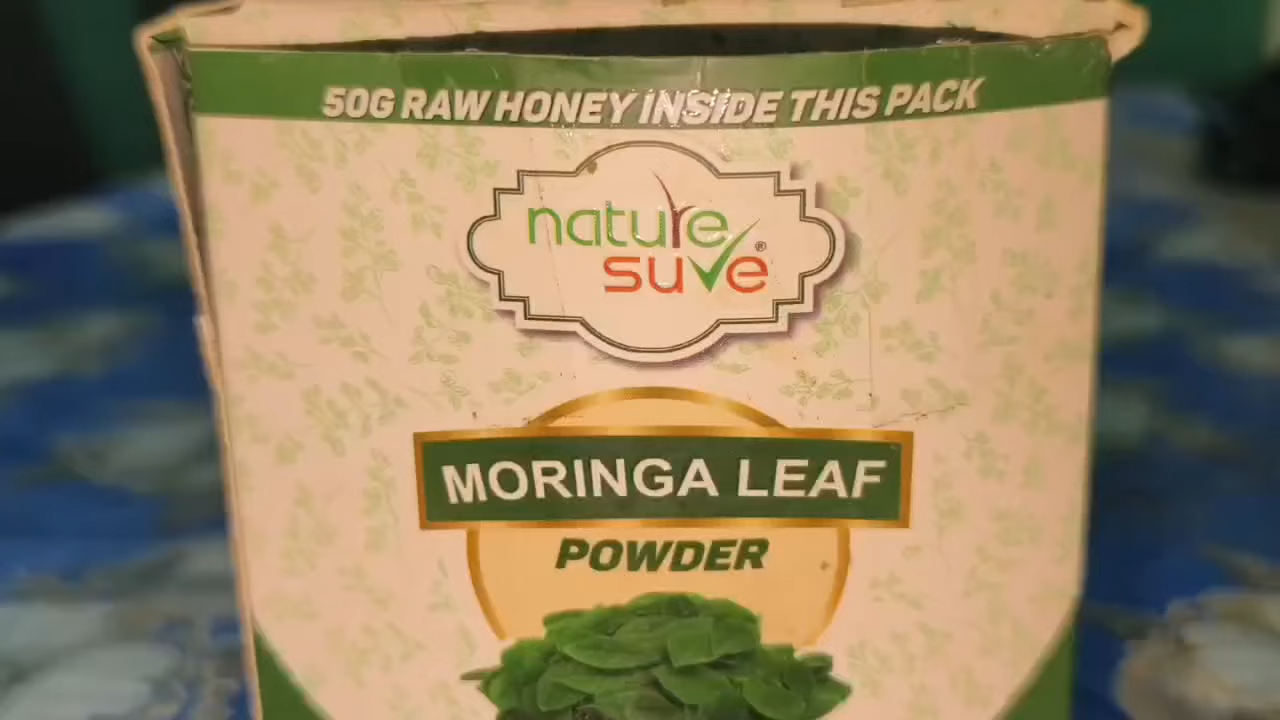 50G RAW HONEY INSIDE THIS PACK
nature
suve®
MORINGA LEAF
POWDER